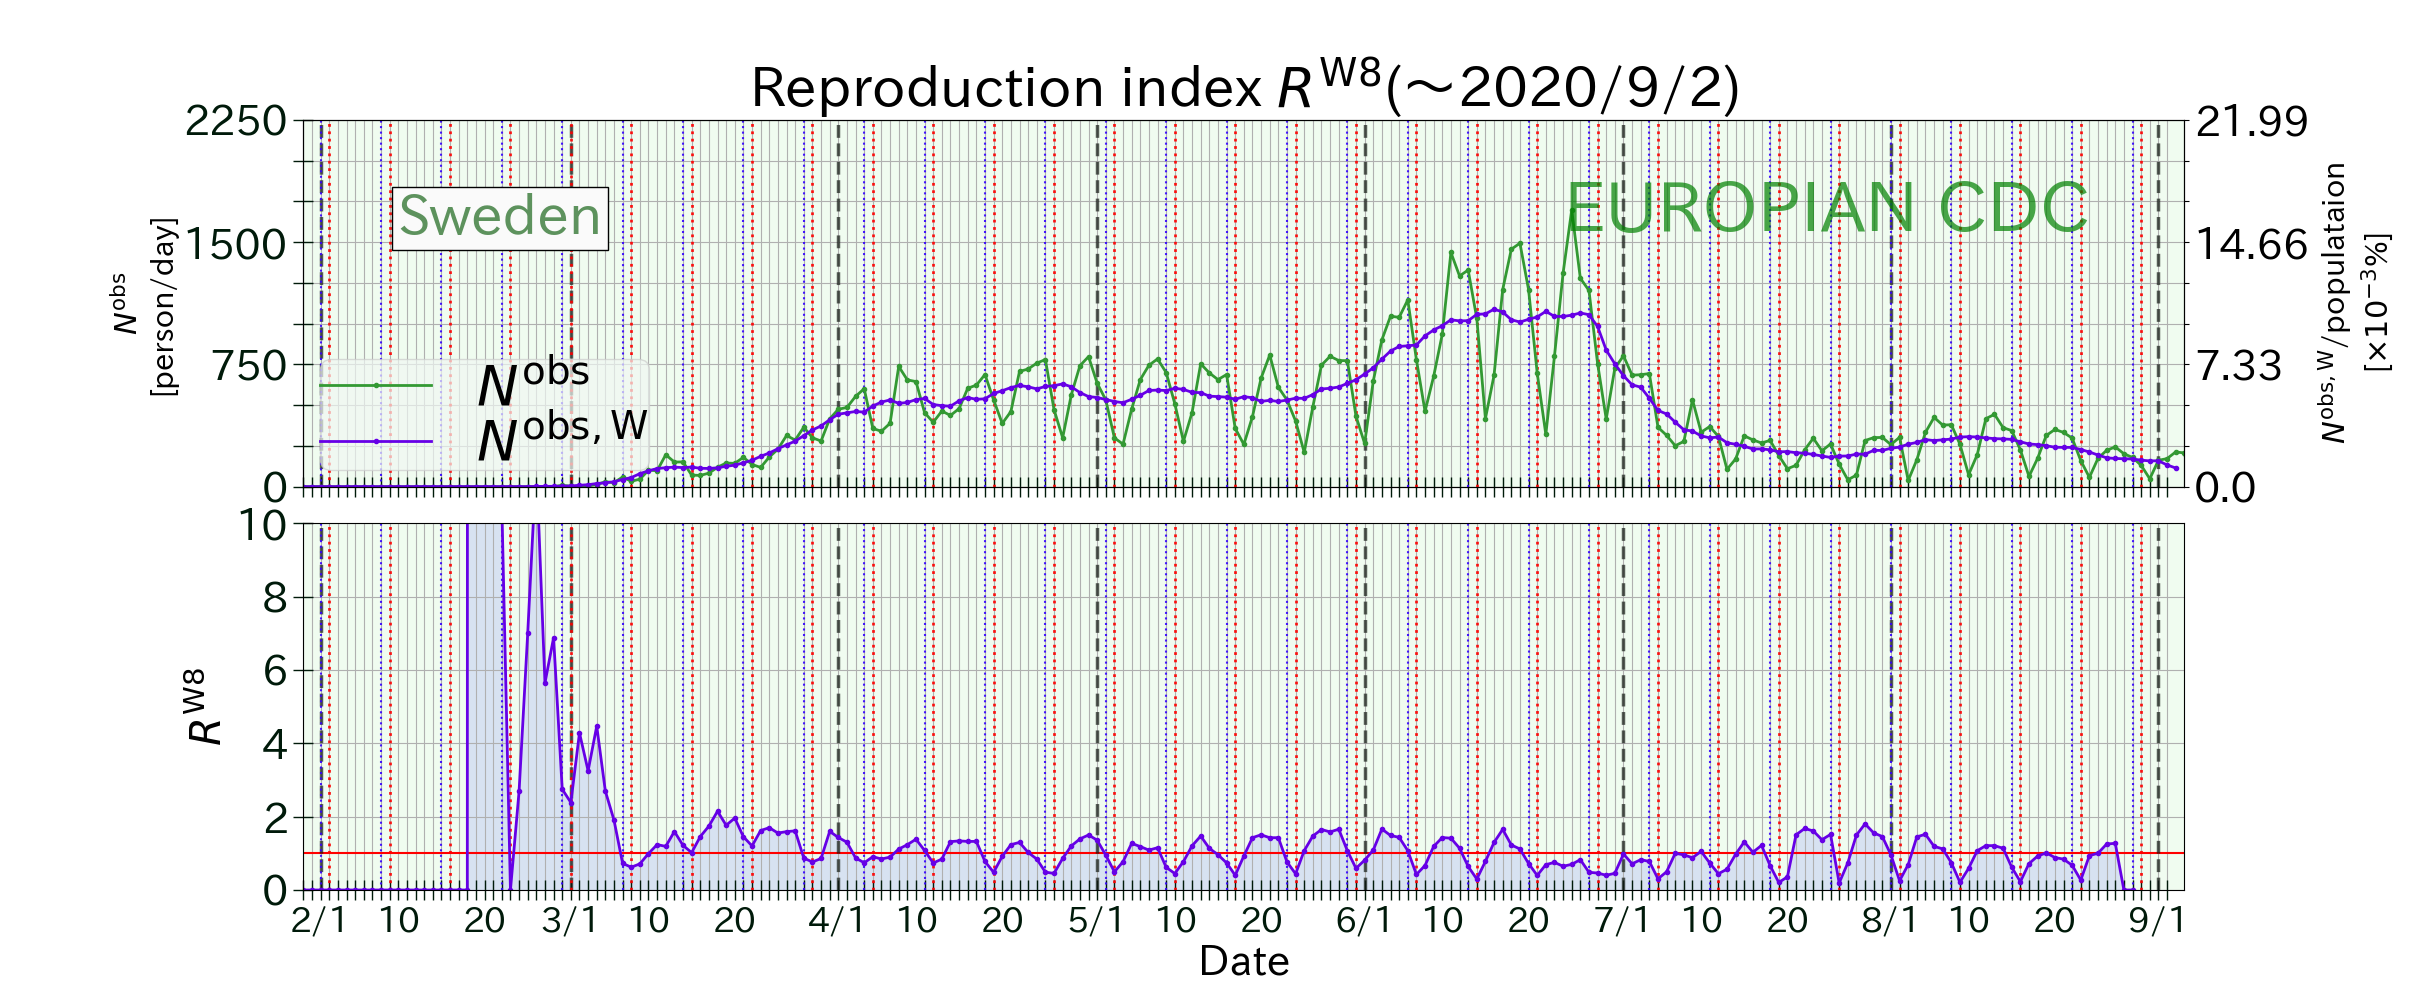 Reproduction index R^W8(～2020/9/2)
2250
1500
750
0
N^obs
[person/day]
Sweden
EUROPIAN CDC
N^obs
N^obs, W
21.99
14.66
7.33
0.0
N^obs, W/populataion
[×10^−3%]
10
8
6
4
2
0
R^W8
2/1 10 20 3/1 10 20 4/1 10 20 5/1 10 20 6/1 10 20 7/1 10 20 8/1 10 20 9/1
Date